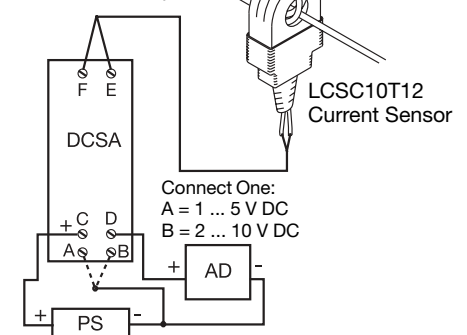 F E
LCSC10T12
Current Sensor
DCSA
Connect One:
A = 1 ... 5 V DC
B = 2 ... 10 V DC
+ C D
A B
+ AD -
+ PS -